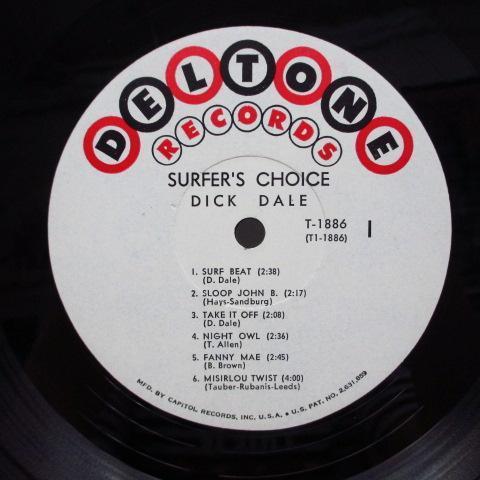 DELTONE
RECORDS
SURFER'S CHOICE
DICK DALE
T-1886
(T1-1886)
1
1. SURF BEAT (2:38)
(D. Dale)
2. SLOOP JOHN B. (2:17)
(Hays-Sandburg)
3. TAKE IT OFF (2:08)
(D. Dale)
4. NIGHT OWL (2:36)
(T. Allen)
5. FANNY MAE (2:45)
(B. Brown)
6. MISIRLOU TWIST (4:00)
(Tauber-Rubanis-Leeds)
MFD. BY CAPITOL RECORDS, INC. U.S.A. • U.S. PAT. NO. 2,631,859